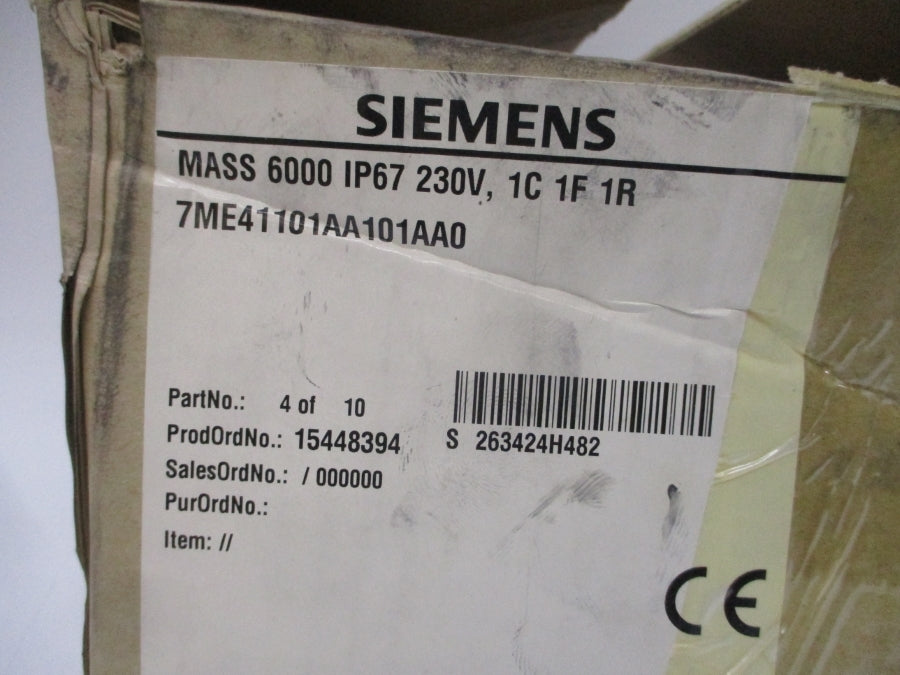 SIEMENS
MASS 6000 IP67 230V, 1C 1F 1R
7ME41101AA101AA0
PartNo.: 4 of 10
ProdOrdNo.: 15448394 S 263424H482
SalesOrdNo.: / 000000
PurOrdNo.:
Item: //
CE